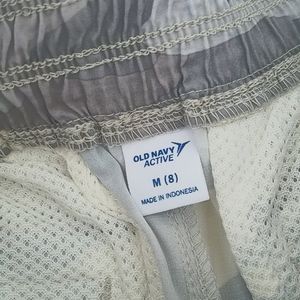 OLD NAVY
ACTIVE
M (8)
MADE IN INDONESIA